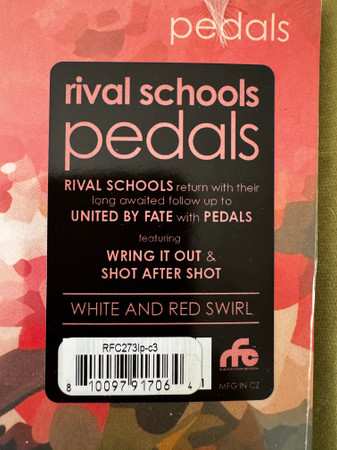 pedals
rival schools
pedals
RIVAL SCHOOLS return with their
long awaited follow up to
UNITED BY FATE with PEDALS
featuring
WRING IT OUT &
SHOT AFTER SHOT
WHITE AND RED SWIRL
RFC273lp-c3
8 10097 91706 4
rfc
MFG IN CZ